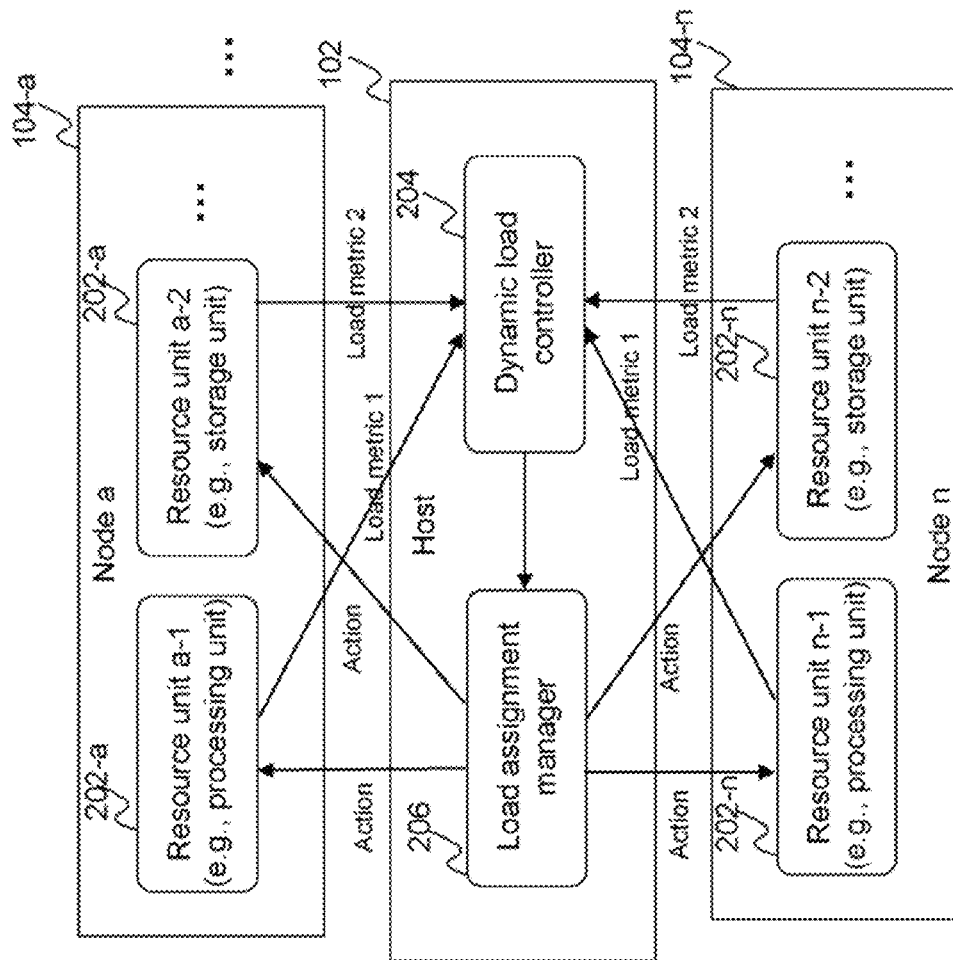 104-a
...
Node a
202-a
Resource unit a-1
(e.g., processing unit)
202-a
Resource unit a-2
(e.g., storage unit)
...
Action
Action
Load metric 1
Load metric 2
102
Host
206
Load assignment
manager
204
Dynamic load
controller
Action
Action
Load metric 1
Load metric 2
104-n
202-n
Resource unit n-1
(e.g., processing unit)
202-n
Resource unit n-2
(e.g., storage unit)
...
Node n